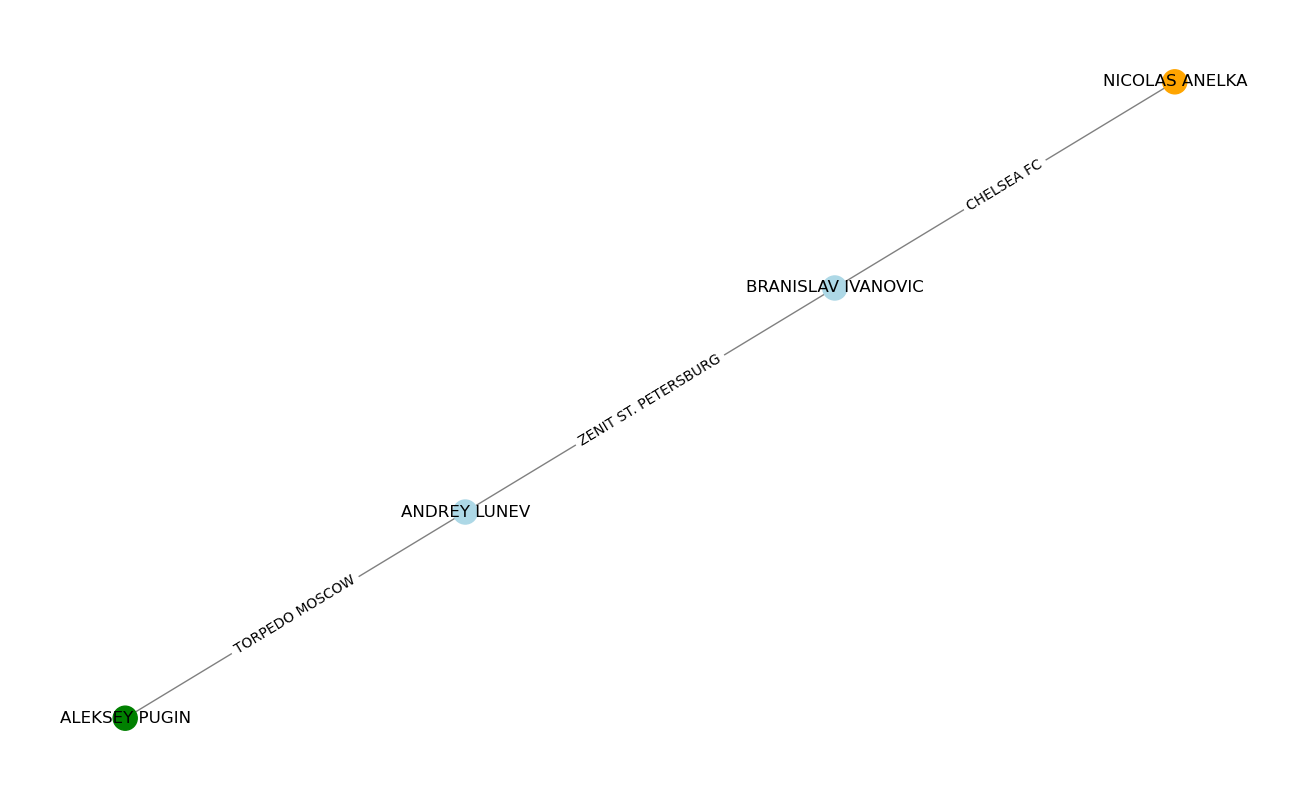 NICOLAS ANELKA
CHELSEA FC
BRANISLAV IVANOVIC
ZENIT ST. PETERSBURG
ANDREY LUNEV
TORPEDO MOSCOW
ALEKSEY PUGIN